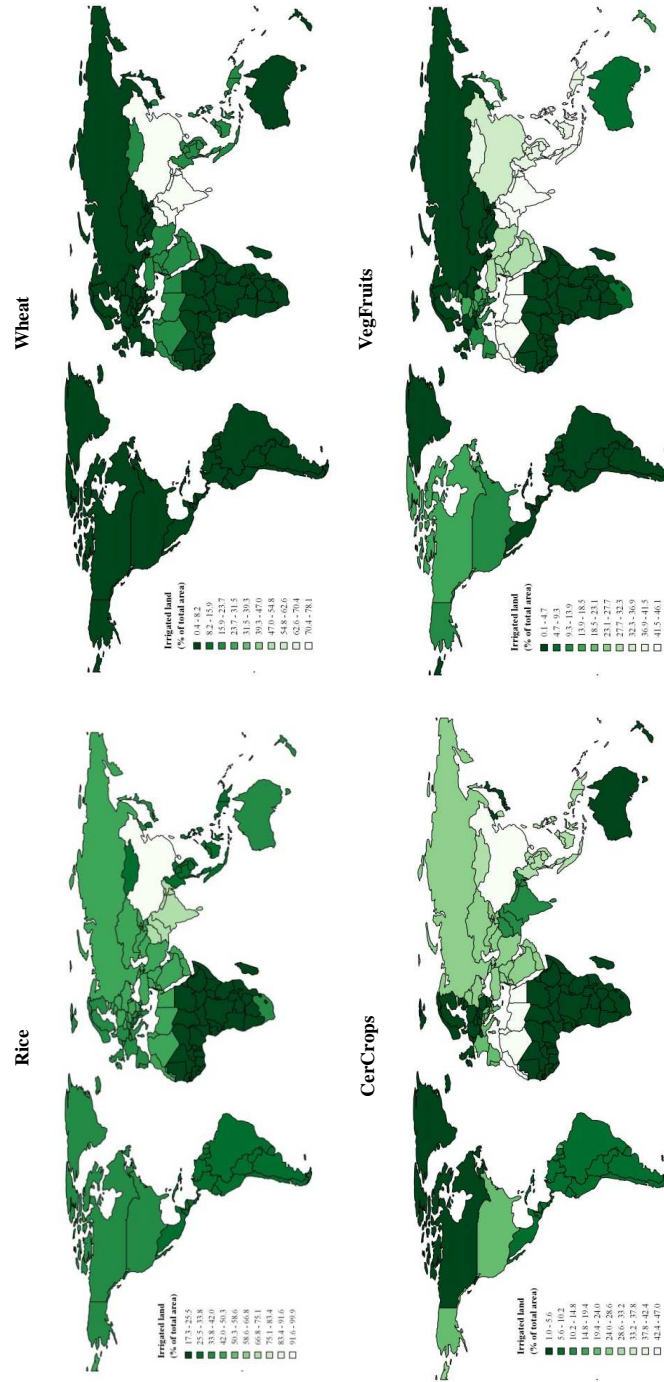 Rice
Irrigated land
(% of total area)
17.3 - 25.5
25.5 - 33.8
33.8 - 42.0
42.0 - 50.3
50.3 - 58.6
58.6 - 66.8
66.8 - 75.1
75.1 - 83.4
83.4 - 91.6
91.6 - 99.9
Wheat
Irrigated land
(% of total area)
0.4 - 8.2
8.2 - 15.9
15.9 - 23.7
23.7 - 31.5
31.5 - 39.3
39.3 - 47.0
47.0 - 54.8
54.8 - 62.6
62.6 - 70.4
70.4 - 78.1
CerCrops
Irrigated land
(% of total area)
1.0 - 5.6
5.6 - 10.2
10.2 - 14.8
14.8 - 19.4
19.4 - 24.0
24.0 - 28.6
28.6 - 33.2
33.2 - 37.8
37.8 - 42.4
42.4 - 47.0
VegFruits
Irrigated land
(% of total area)
0.1 - 4.7
4.7 - 9.3
9.3 - 13.9
13.9 - 18.5
18.5 - 23.1
23.1 - 27.7
27.7 - 32.3
32.3 - 36.9
36.9 - 41.5
41.5 - 46.1